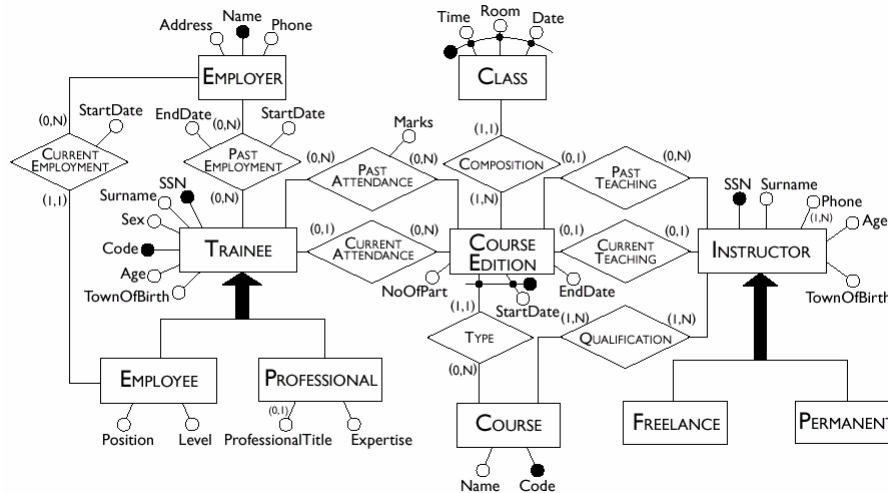 Name
Address
Phone
Room
Time
Date
EMPLOYER
CLASS
(0,N)
StartDate
EndDate
(0,N)
StartDate
Marks
(1,1)
CURRENT
EMPLOYMENT
PAST
EMPLOYMENT
(0,N)
PAST
ATTENDANCE
(0,N)
COMPOSITION
(0,1)
PAST
TEACHING
(0,N)
(1,1)
SSN
Surname
(0,N)
(1,N)
SSN
Surname
Phone
(1,N)
Age
Sex
Code
Age
TownOfBirth
TRAINEE
(0,1)
CURRENT
ATTENDANCE
(0,N)
COURSE
EDITION
(0,1)
CURRENT
TEACHING
(0,1)
INSTRUCTOR
TownOfBirth
NoOfPart
EndDate
StartDate
(1,1)
TYPE
(0,N)
(1,N)
QUALIFICATION
(1,N)
EMPLOYEE
PROFESSIONAL
(0,1)
Position
Level
ProfessionalTitle
Expertise
COURSE
FREELANCE
PERMANENT
Name
Code